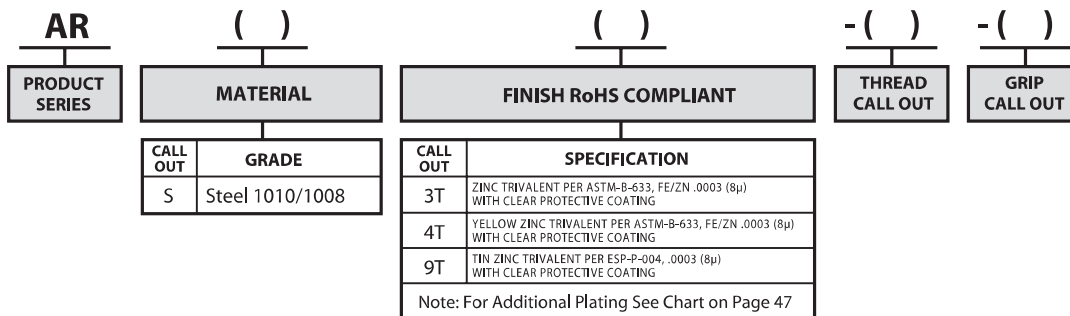 AR ( ) ( ) -( ) -( )
PRODUCT SERIES
MATERIAL
FINISH RoHS COMPLIANT
THREAD CALL OUT
GRIP CALL OUT
CALL OUT GRADE
S Steel 1010/1008
CALL OUT SPECIFICATION
3T ZINC TRIVALENT PER ASTM-B-633, FE/ZN .0003 (8µ)
WITH CLEAR PROTECTIVE COATING
4T YELLOW ZINC TRIVALENT PER ASTM-B-633, FE/ZN .0003 (8µ)
WITH CLEAR PROTECTIVE COATING
9T TIN ZINC TRIVALENT PER ESP-P-004, .0003 (8µ)
WITH CLEAR PROTECTIVE COATING
Note: For Additional Plating See Chart on Page 47